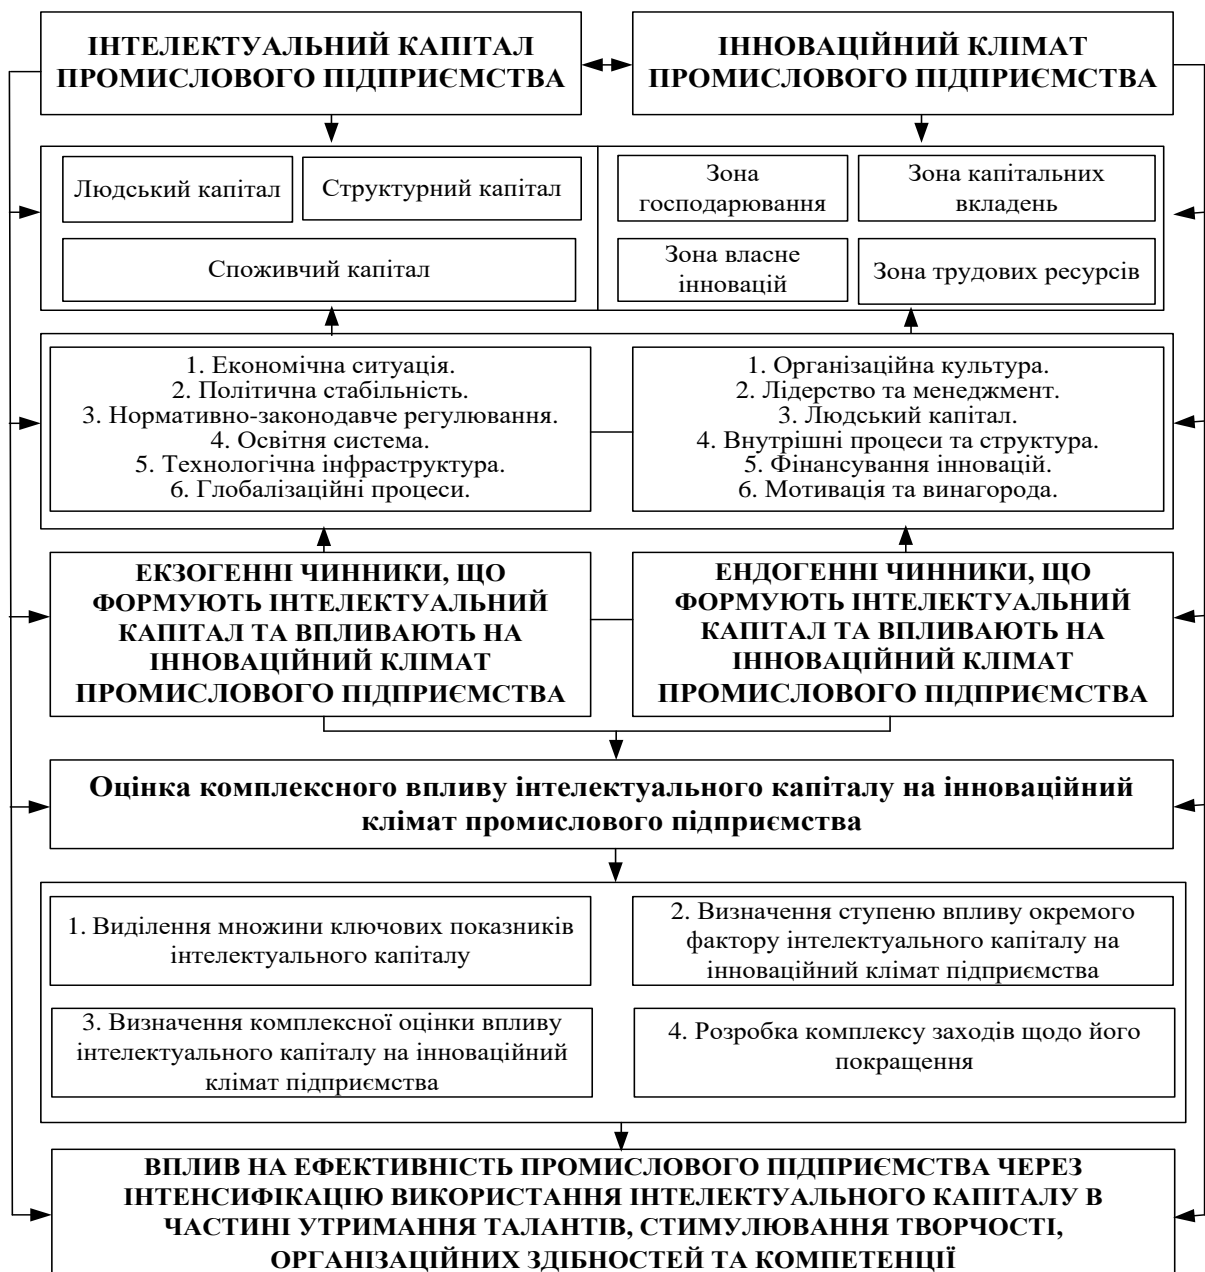 ІНТЕЛЕКТУАЛЬНИЙ КАПІТАЛ
ПРОМИСЛОВОГО ПІДПРИЄМСТВА
ІННОВАЦІЙНИЙ КЛІМАТ
ПРОМИСЛОВОГО ПІДПРИЄМСТВА
Людський капітал
Структурний капітал
Споживчий капітал
Зона
господарювання
Зона капітальних
вкладень
Зона власне
інновацій
Зона трудових ресурсів
1. Економічна ситуація.
2. Політична стабільність.
3. Нормативно-законодавче регулювання.
4. Освітня система.
5. Технологічна інфраструктура.
6. Глобалізаційні процеси.
1. Організаційна культура.
2. Лідерство та менеджмент.
3. Людський капітал.
4. Внутрішні процеси та структура.
5. Фінансування інновацій.
6. Мотивація та винагорода.
ЕКЗОГЕННІ ЧИННИКИ, ЩО
ФОРМУЮТЬ ІНТЕЛЕКТУАЛЬНИЙ
КАПІТАЛ ТА ВПЛИВАЮТЬ НА
ІННОВАЦІЙНИЙ КЛІМАТ
ПРОМИСЛОВОГО ПІДПРИЄМСТВА
ЕНДОГЕННІ ЧИННИКИ, ЩО
ФОРМУЮТЬ ІНТЕЛЕКТУАЛЬНИЙ
КАПІТАЛ ТА ВПЛИВАЮТЬ НА
ІННОВАЦІЙНИЙ КЛІМАТ
ПРОМИСЛОВОГО ПІДПРИЄМСТВА
Оцінка комплексного впливу інтелектуального капіталу на інноваційний
клімат промислового підприємства
1. Виділення множини ключових показників
інтелектуального капіталу
2. Визначення ступеню впливу окремого
фактору інтелектуального капіталу на
інноваційний клімат підприємства
3. Визначення комплексної оцінки впливу
інтелектуального капіталу на інноваційний
клімат підприємства
4. Розробка комплексу заходів щодо його
покращення
ВПЛИВ НА ЕФЕКТИВНІСТЬ ПРОМИСЛОВОГО ПІДПРИЄМСТВА ЧЕРЕЗ
ІНТЕНСИФІКАЦІЮ ВИКОРИСТАННЯ ІНТЕЛЕКТУАЛЬНОГО КАПІТАЛУ В
ЧАСТИНІ УТРИМАННЯ ТАЛАНТІВ, СТИМУЛЮВАННЯ ТВОРЧОСТІ,
ОРГАНІЗАЦІЙНИХ ЗДІБНОСТЕЙ ТА КОМПЕТЕНЦІЇ